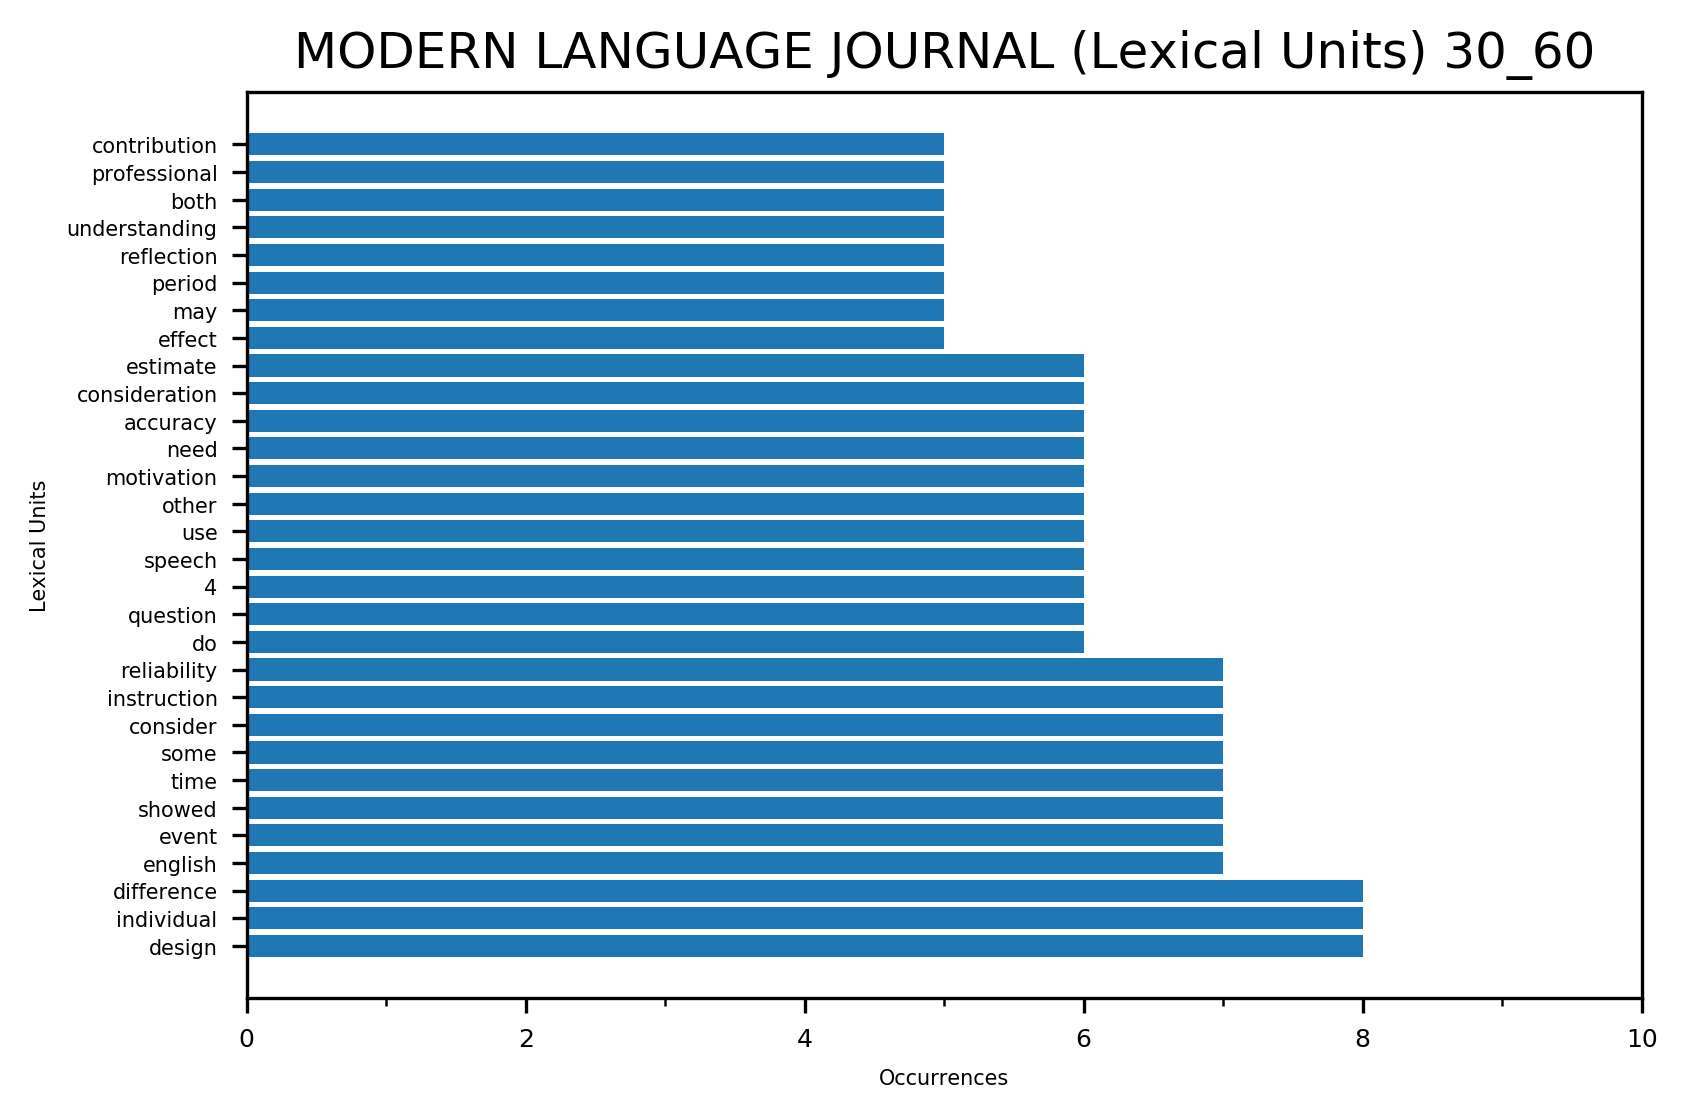 MODERN LANGUAGE JOURNAL (Lexical Units) 30_60
contribution
professional
both
understanding
reflection
period
may
effect
estimate
consideration
accuracy
need
motivation
other
use
speech
4
question
do
reliability
instruction
consider
some
time
showed
event
english
difference
individual
design
Lexical Units
0 2 4 6 8 10
Occurrences